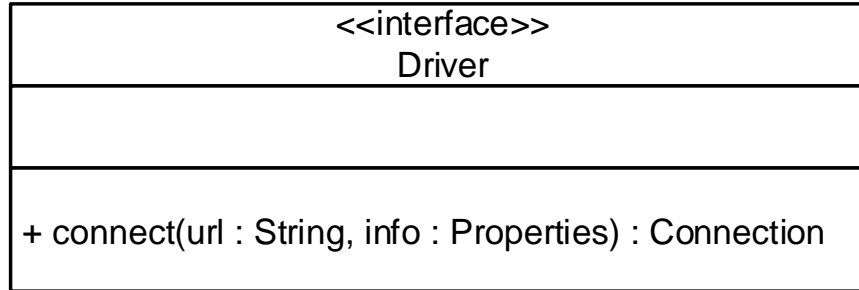 <<interface>>
Driver
+ connect(url : String, info : Properties) : Connection